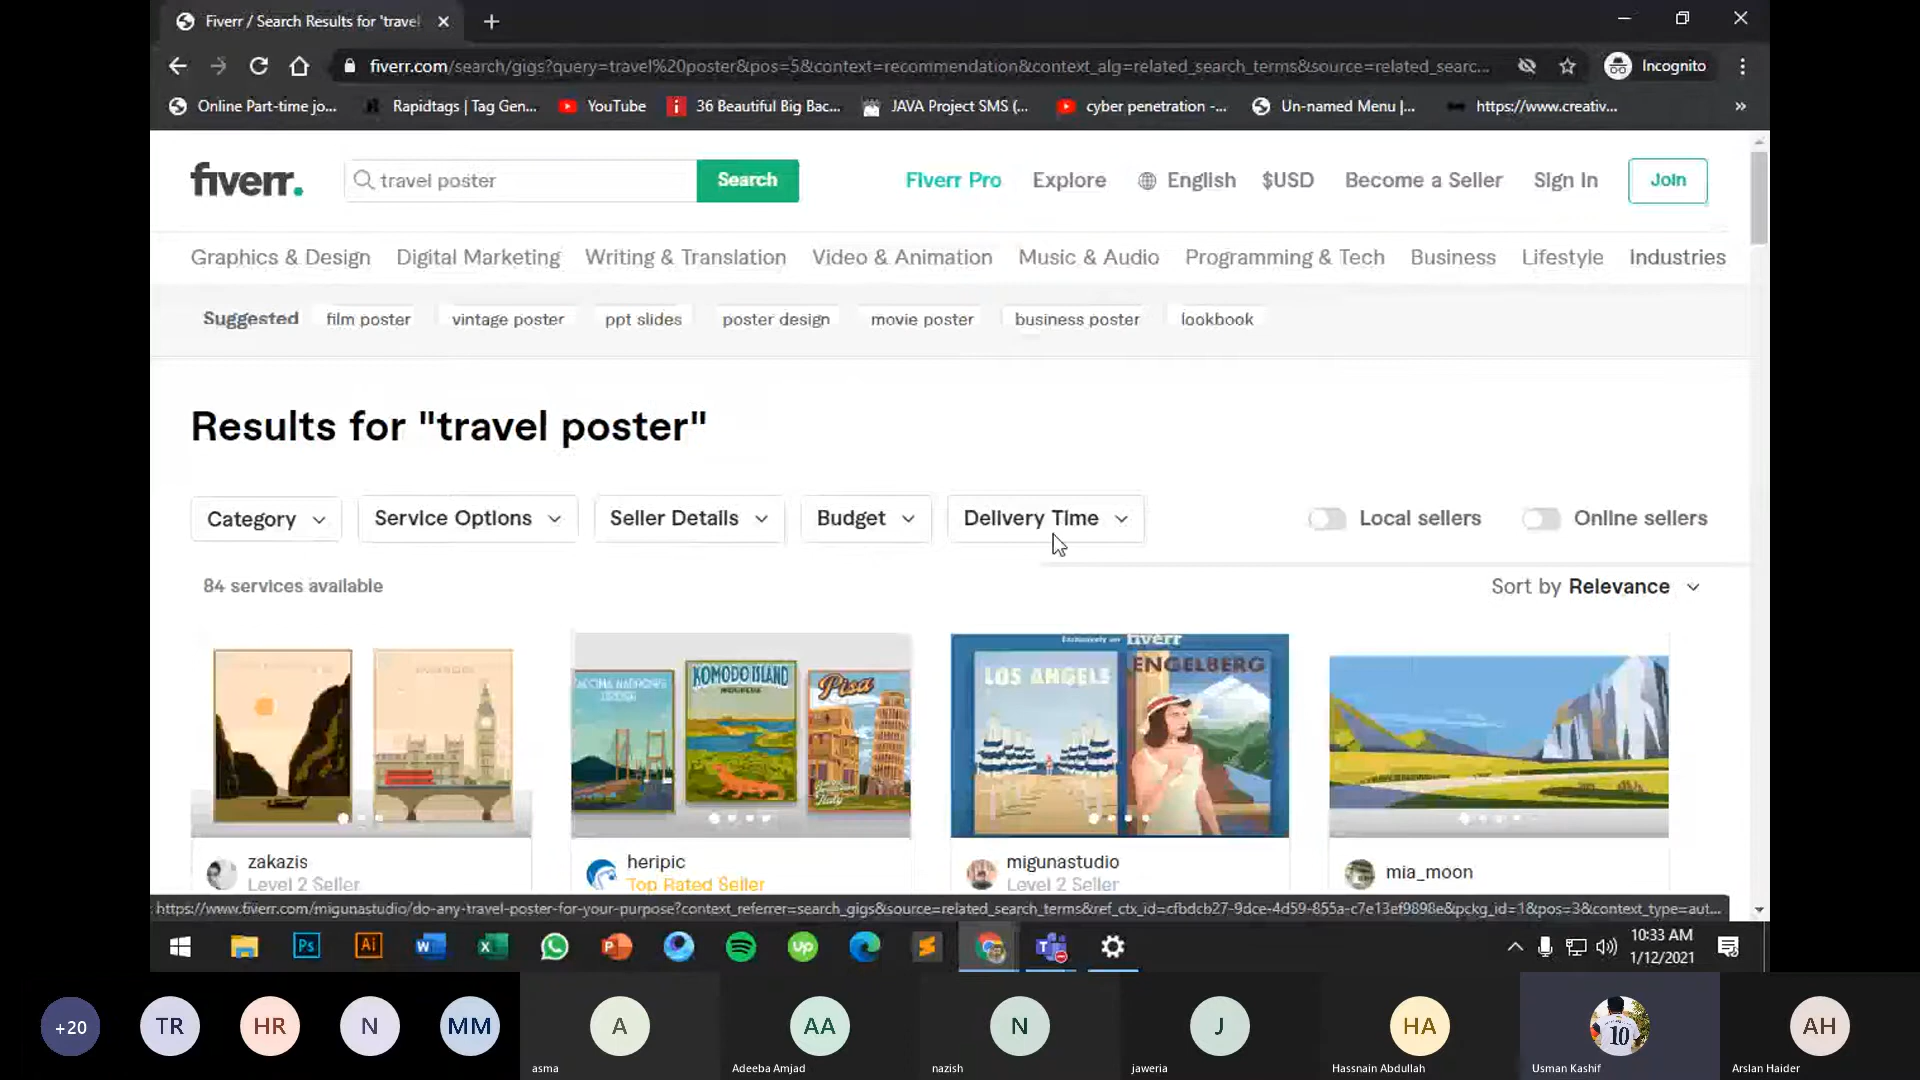 Fiverr / Search Results for 'travel
fiverr.com/search/gigs?query=travel%20poster&pos=5&context=recommendation&context_alg=related_search_terms&source=related_searc...
Incognito
Online Part-time jo...
Rapidtags | Tag Gen...
YouTube
36 Beautiful Big Bac...
JAVA Project SMS (...
cyber penetration -...
Un-named Menu |...
https://www.creativ...
»
fiverr.
travel poster
Search
Fiverr Pro
Explore
English
$USD
Become a Seller
Sign In
Join
Graphics & Design
Digital Marketing
Writing & Translation
Video & Animation
Music & Audio
Programming & Tech
Business
Lifestyle
Industries
Suggested
film poster
vintage poster
ppt slides
poster design
movie poster
business poster
lookbook
Results for "travel poster"
Category
Service Options
Seller Details
Budget
Delivery Time
Local sellers
Online sellers
84 services available
Sort by Relevance
KOMODO ISLAND
Pisa
Italy
Exclusively on fiverr
LOS ANGELS
ENGELBERG
zakazis
Level 2 Seller
heripic
Top Rated Seller
migunastudio
Level 2 Seller
mia_moon
https://www.fiverr.com/migunastudio/do-any-travel-poster-for-your-purpose?context_referrer=search_gigs&source=related_search_terms&ref_ctx_id=cfbdcb27-9dce-4d59-855a-c7e13ef9898e&pckg_id=1&pos=3&context_type=aut...
Ps
Ai
10:33 AM
1/12/2021
+20
TR
HR
N
MM
A
asma
AA
Adeeba Amjad
N
nazish
J
jaweria
HA
Hassnain Abdullah
10
Usman Kashif
AH
Arslan Haider